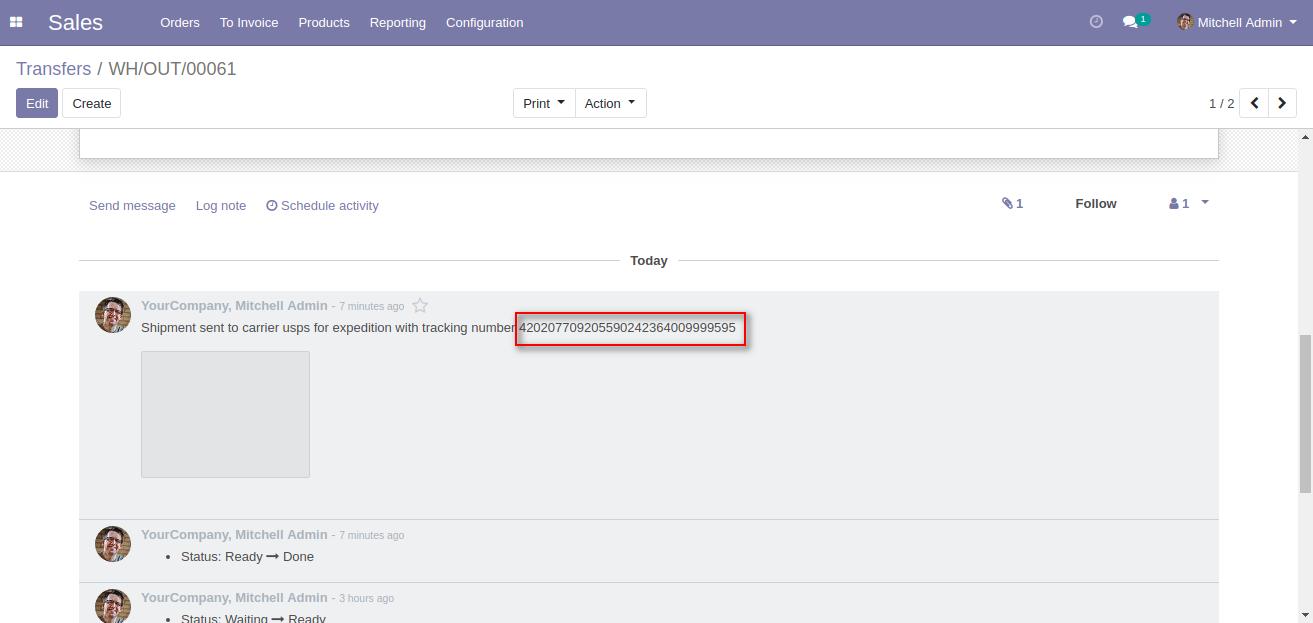 Sales Orders To Invoice Products Reporting Configuration 1 Mitchell Admin
Transfers / WH/OUT/00061
Edit Create Print Action 1 / 2
Send message Log note Schedule activity 1 Follow 1
Today
YourCompany, Mitchell Admin - 7 minutes ago
Shipment sent to carrier usps for expedition with tracking number 420207709205590242364009999595
YourCompany, Mitchell Admin - 7 minutes ago
• Status: Ready → Done
YourCompany, Mitchell Admin - 3 hours ago
• Status: Waiting → Ready